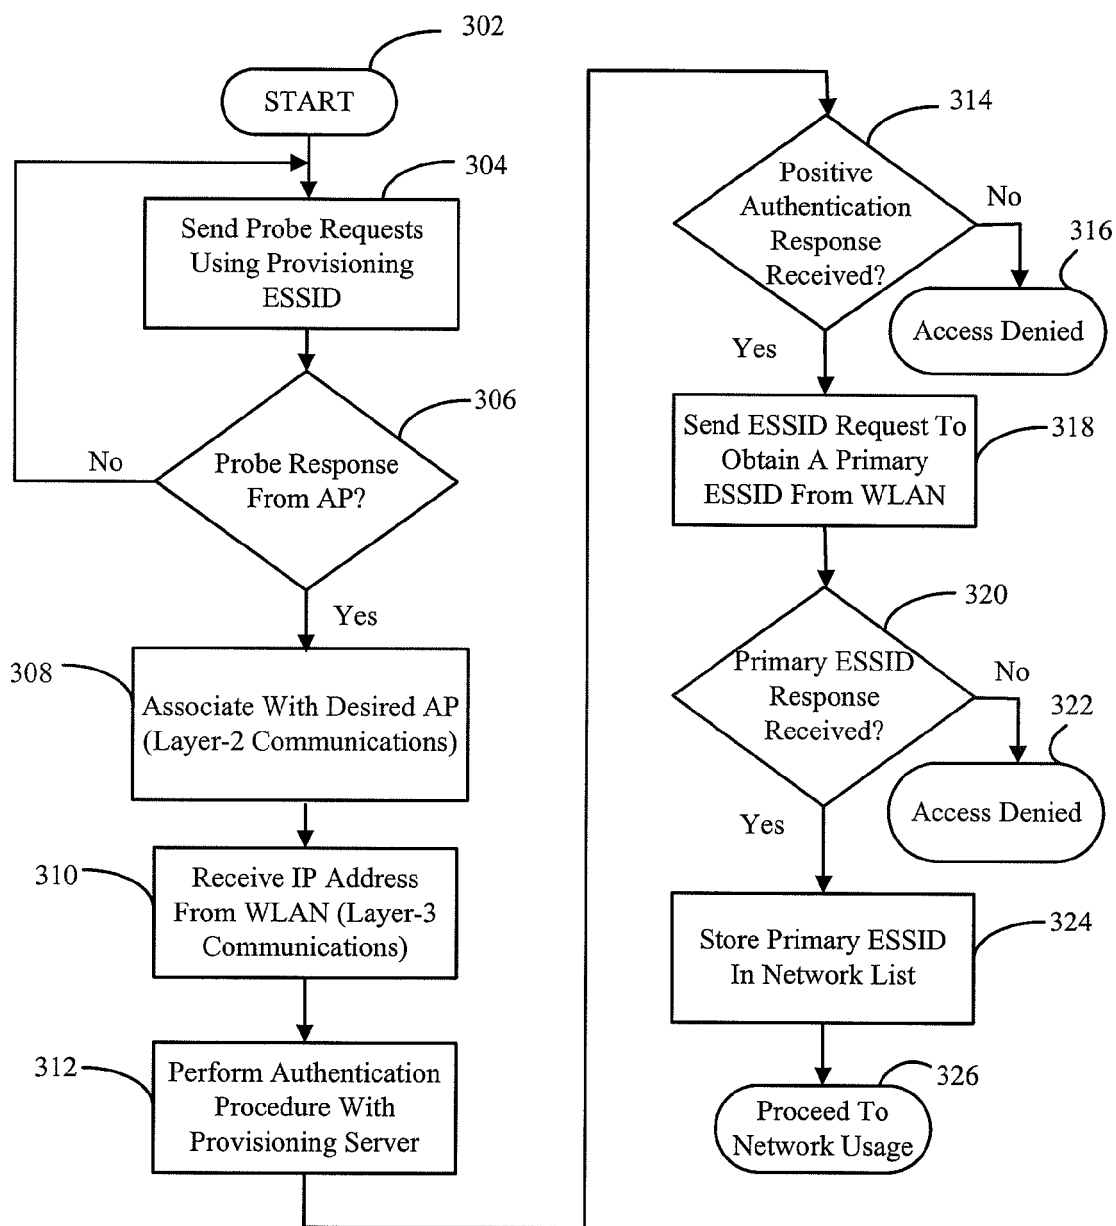 302
START
304
Send Probe Requests
Using Provisioning
ESSID
306
No
Probe Response
From AP?
Yes
308
Associate With Desired AP
(Layer-2 Communications)
310
Receive IP Address
From WLAN (Layer-3
Communications)
312
Perform Authentication
Procedure With
Provisioning Server
314
Positive
Authentication
Response
Received?
No
316
Access Denied
Yes
Send ESSID Request To
Obtain A Primary
ESSID From WLAN
318
320
Primary ESSID
Response
Received?
No
322
Access Denied
Yes
Store Primary ESSID
In Network List
324
326
Proceed To
Network Usage